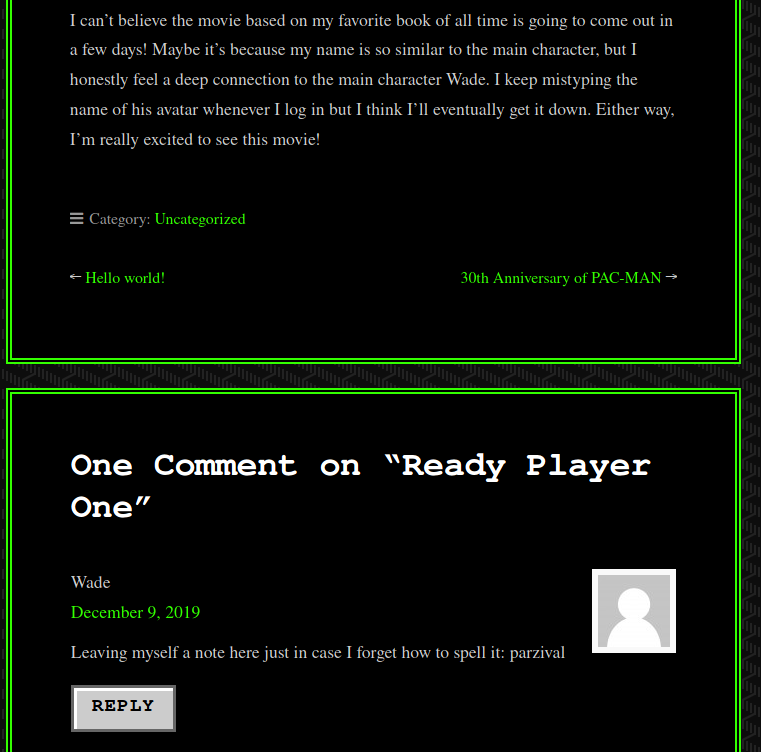 I can’t believe the movie based on my favorite book of all time is going to come out in
a few days! Maybe it’s because my name is so similar to the main character, but I
honestly feel a deep connection to the main character Wade. I keep mistyping the
name of his avatar whenever I log in but I think I’ll eventually get it down. Either way,
I’m really excited to see this movie!
Category: Uncategorized
← Hello world!
30th Anniversary of PAC-MAN →
One Comment on “Ready Player
One”
Wade
December 9, 2019
Leaving myself a note here just in case I forget how to spell it: parzival
REPLY